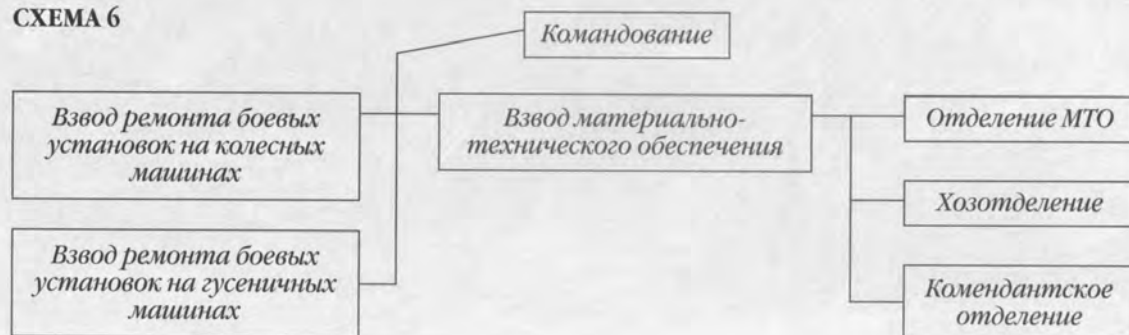 СХЕМА 6
Командование
Взвод ремонта боевых
установок на колесных
машинах
Взвод материально-
технического обеспечения
Отделение МТО
Хозотделение
Взвод ремонта боевых
установок на гусеничных
машинах
Комендантское
отделение